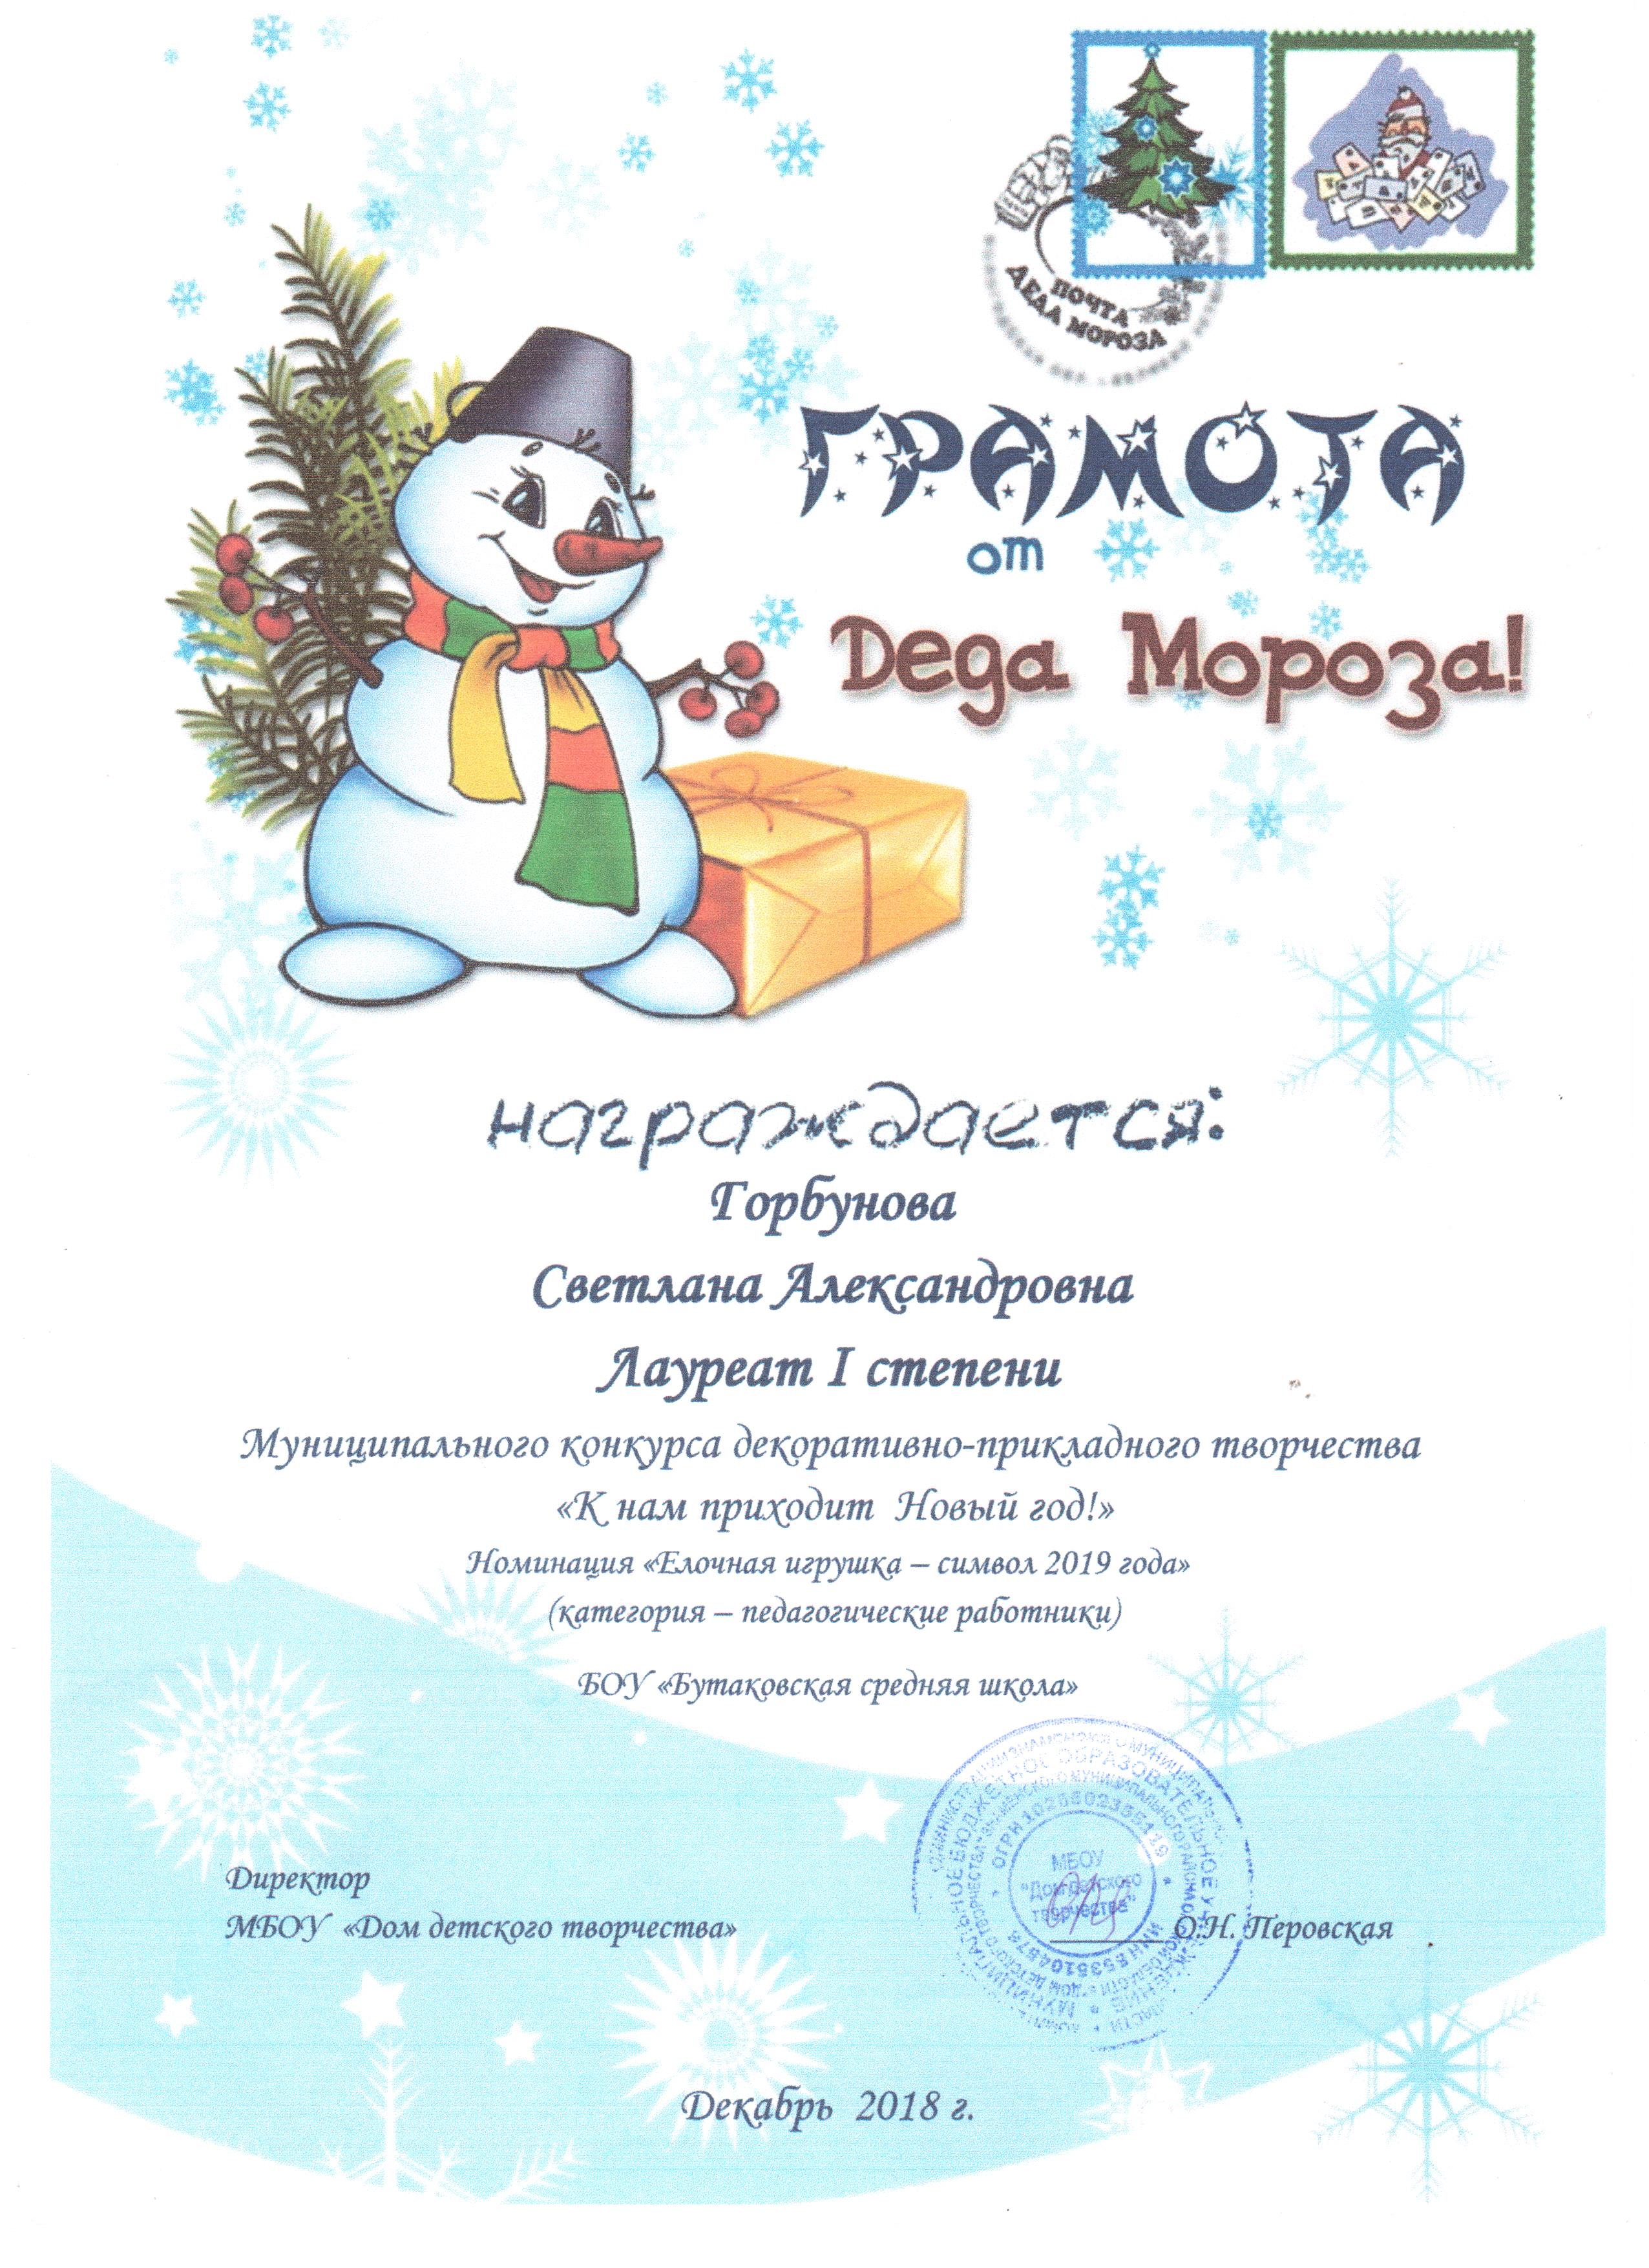 ПОЧТА
ДЕДА МОРОЗА
ГРАМОТА
от
Деда Мороза!
награждается:
Горбунова
Светлана Александровна
Лауреат I степени
Муниципального конкурса декоративно-прикладного творчества
«К нам приходит Новый год!»
Номинация «Елочная игрушка – символ 2019 года»
(категория – педагогические работники)
БОУ «Бутаковская средняя школа»
МБОУ
"Дом детского
творчества"
Директор
МБОУ «Дом детского творчества»
О.Н. Перовская
Декабрь 2018 г.